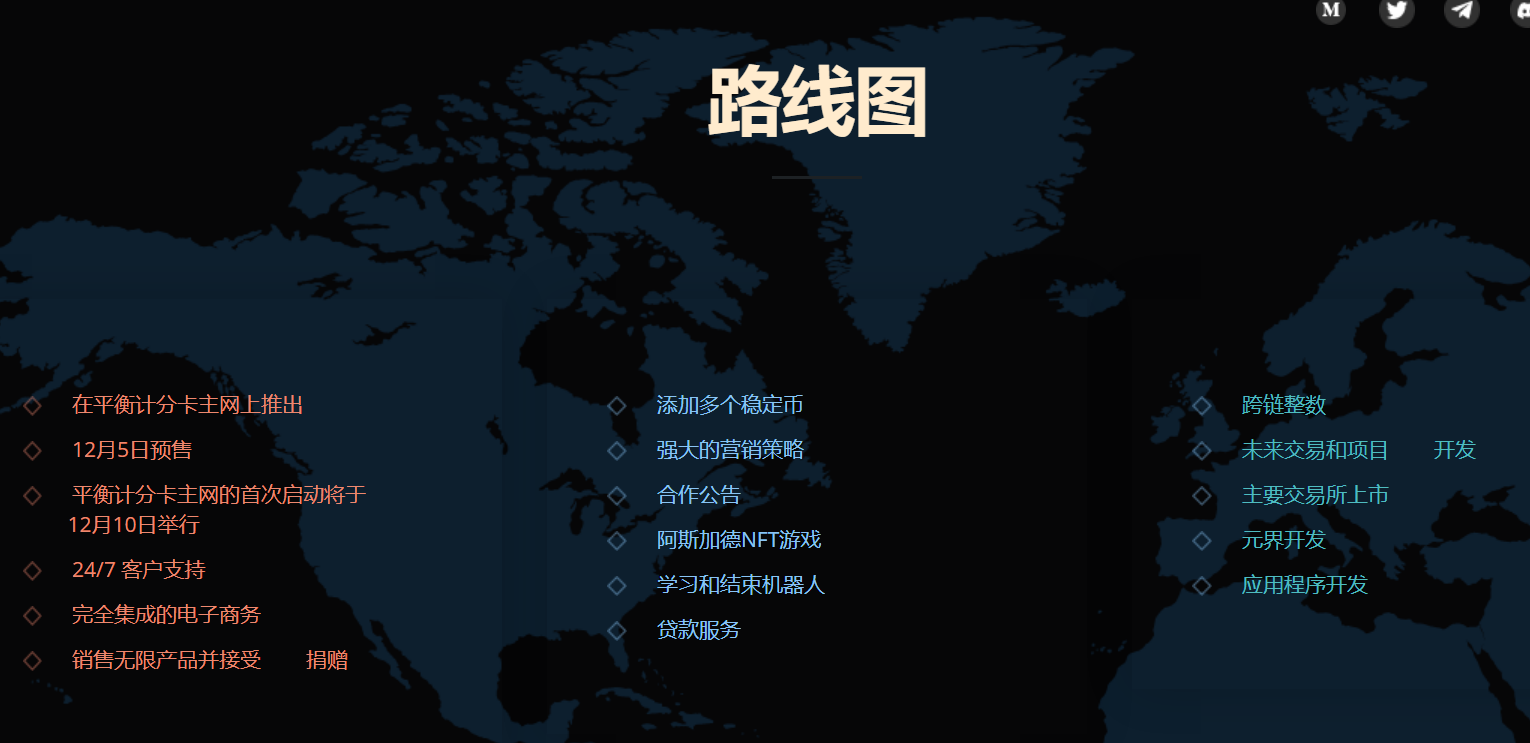 M
路线图
在平衡计分卡主网上推出
12月5日预售
平衡计分卡主网的首次启动将于
12月10日举行
24/7 客户支持
完全集成的电子商务
销售无限产品并接受 捐赠
添加多个稳定币
强大的营销策略
合作公告
阿斯加德NFT游戏
学习和结束机器人
贷款服务
跨链整数
未来交易和项目 开发
主要交易所上市
元界开发
应用程序开发